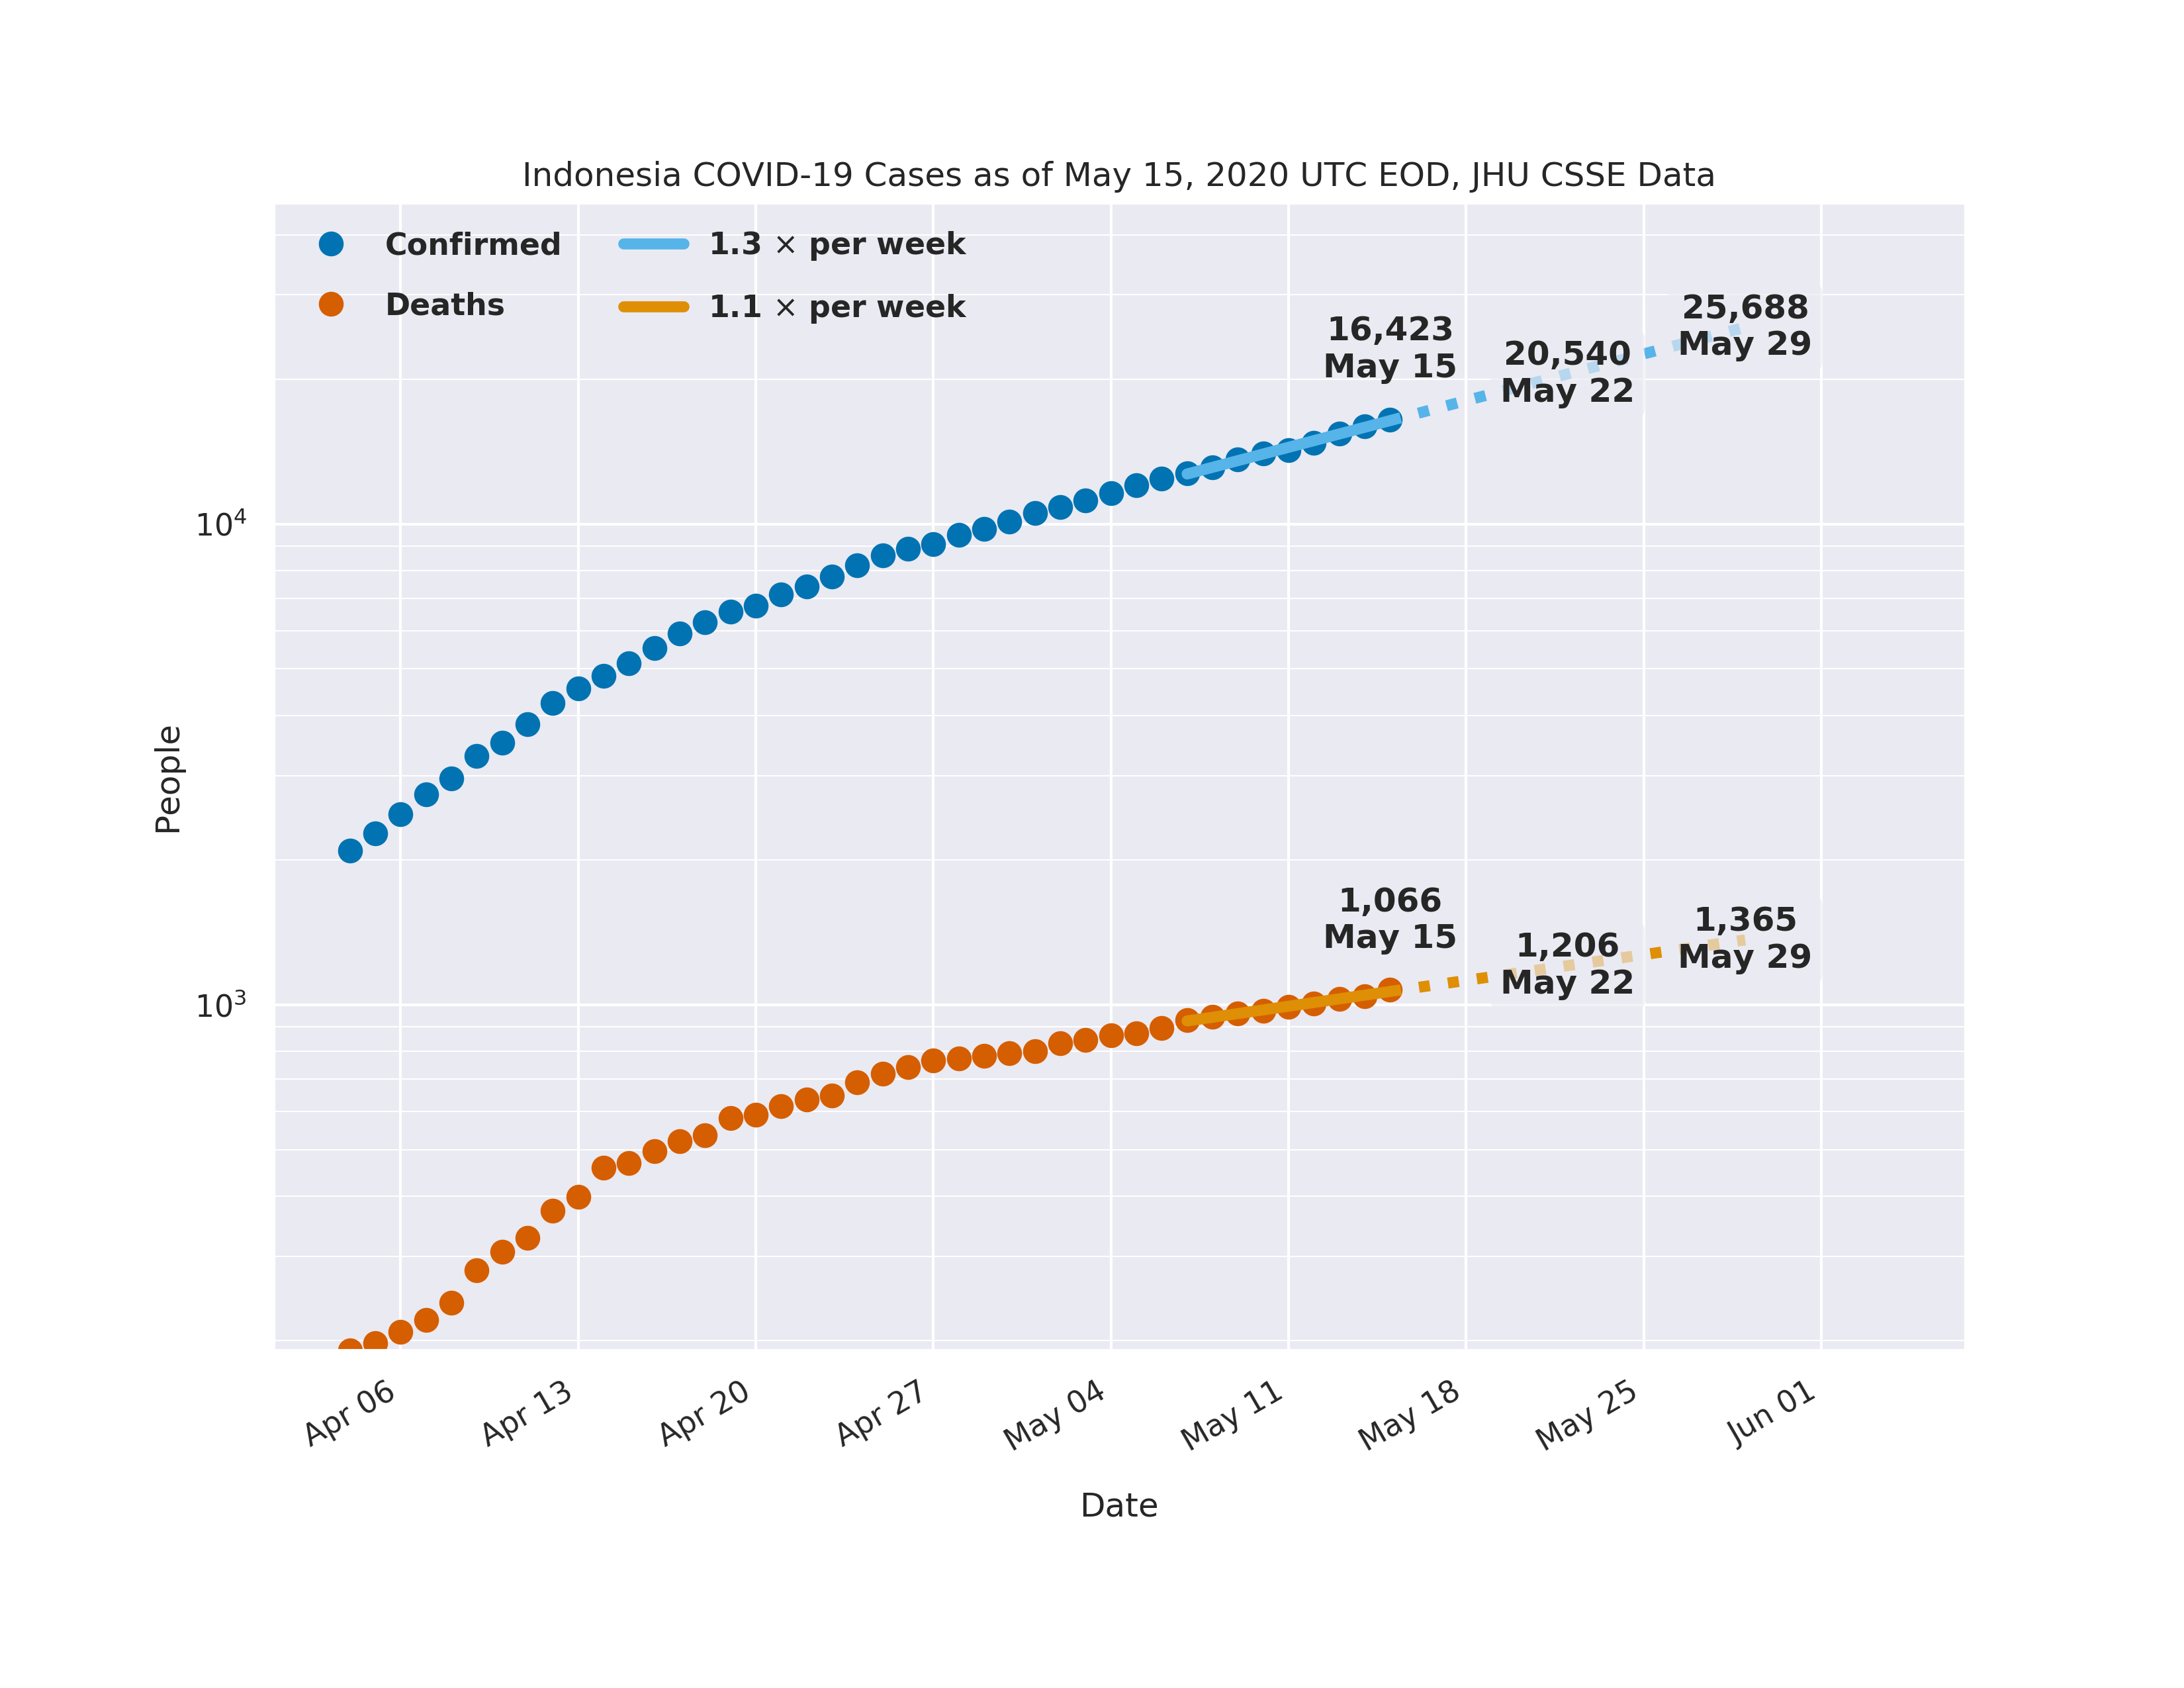 Indonesia COVID-19 Cases as of May 15, 2020 UTC EOD, JHU CSSE Data
Confirmed
Deaths
1.3 × per week
1.1 × per week
16,423
May 15
20,540
May 22
25,688
May 29
1,066
May 15
1,206
May 22
1,365
May 29
10⁴
10³
People
Apr 06
Apr 13
Apr 20
Apr 27
May 04
May 11
May 18
May 25
Jun 01
Date